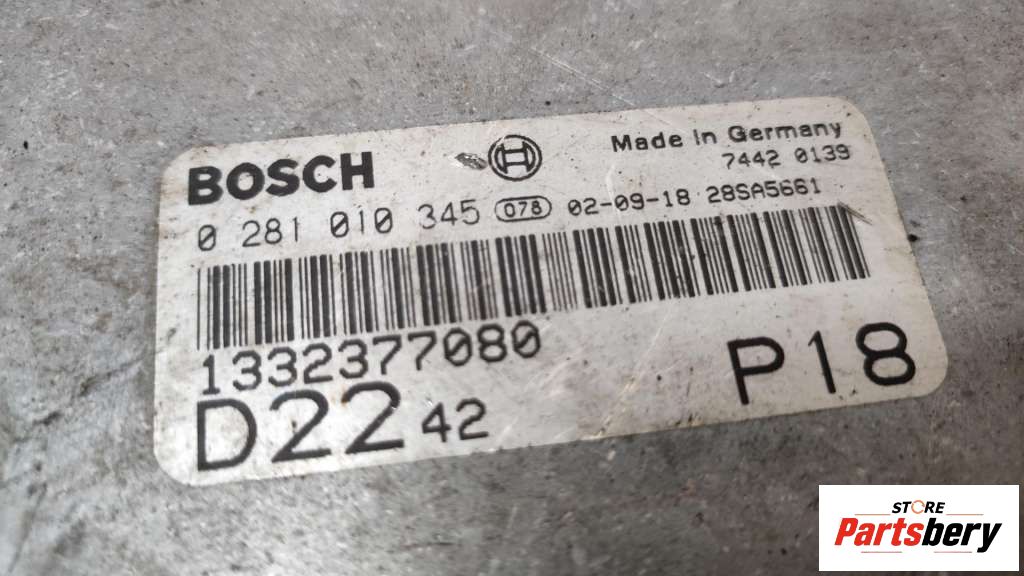 BOSCH
Made in Germany
7442 0139
0 281 010 345 078 02-09-18 28SA5661
1332377080
D22 42
P18
STORE
Partsbery